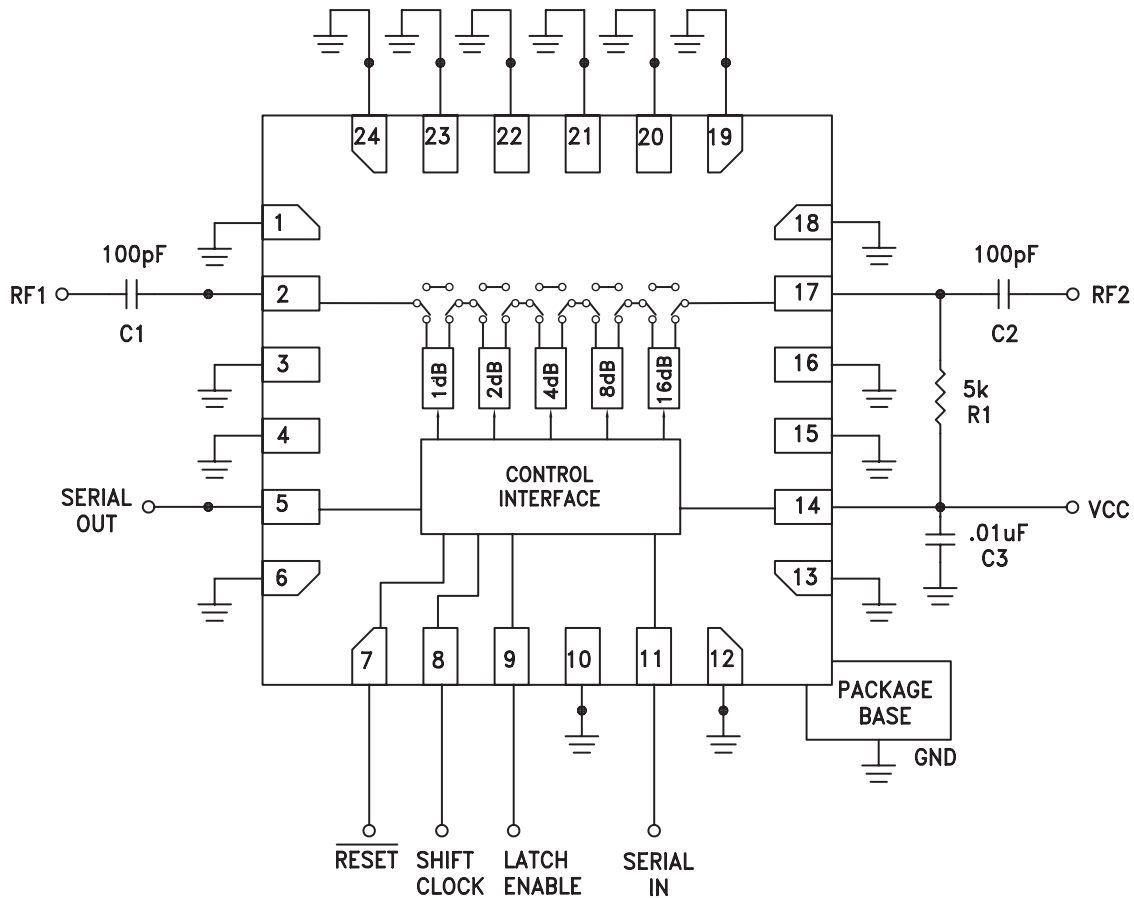 24
23
22
21
20
19
1
18
100pF
100pF
RF1
2
17
RF2
C1
C2
3
1dB
2dB
4dB
8dB
16dB
16
5k
R1
4
15
CONTROL
INTERFACE
SERIAL
OUT
5
14
VCC
.01uF
C3
6
13
7
8
9
10
11
12
PACKAGE
BASE
GND
RESET
SHIFT
CLOCK
LATCH
ENABLE
SERIAL
IN